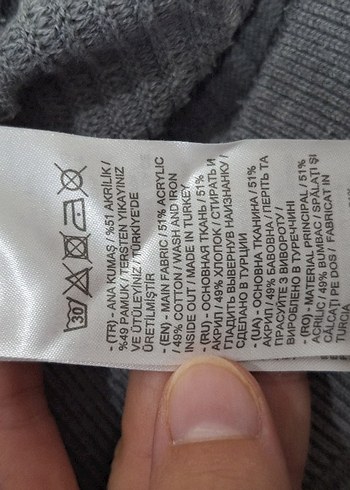 30
- (TR) - ANA KUMAŞ / %51 AKRİLİK /
%49 PAMUK / TERSTEN YIKAYINIZ
VE ÜTÜLEYİNİZ / TÜRKİYE'DE
ÜRETİLMİŞTİR
- (EN) - MAIN FABRIC / 51% ACRYLIC
/ 49% COTTON / WASH AND IRON
INSIDE OUT / MADE IN TURKEY
- (RU) - ОСНОВНАЯ ТКАНЬ / 51%
АКРИЛ / 49% ХЛОПОК / СТИРАТЬ И
ГЛАДИТЬ ВЫВЕРНУВ НАИЗНАНКУ /
СДЕЛАНО В ТУРЦИИ
- (UA) - ОСНОВНА ТКАНИНА / 51%
АКРИЛ / 49% БАВОВНА / ПЕРІТЬ ТА
ПРАСУЙТЕ З ВИВОРОТУ /
ВИРОБЛЕНО В ТУРЕЧЧИНІ
- (RO) - MATERIAL PRINCIPAL / 51%
ACRILIC / 49% BUMBAC / SPĂLAȚI ȘI
CĂLCAȚI PE DOS / FABRICAT IN
TURCIA